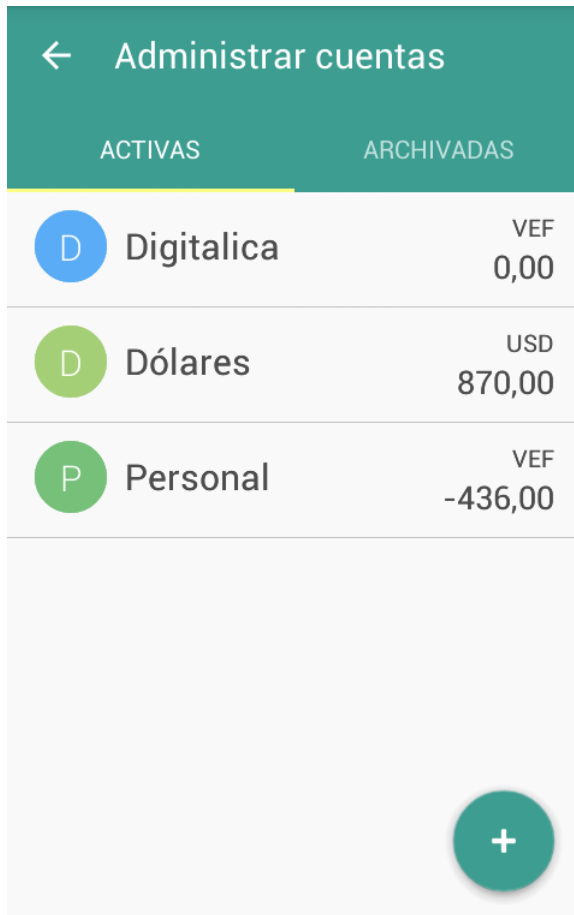 Administrar cuentas
ACTIVAS ARCHIVADAS
D Digitalica VEF
0,00
D Dólares USD
870,00
P Personal VEF
-436,00
+